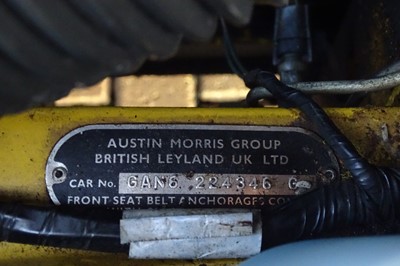 AUSTIN MORRIS GROUP
BRITISH LEYLAND UK LTD
CAR No. GAN6 224346 G
FRONT SEAT BELT ANCHORAGES